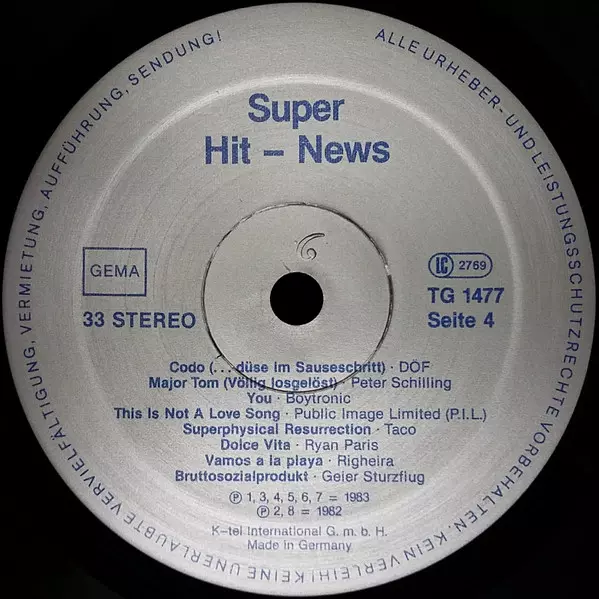 ALLE URHEBER- UND LEISTUNGSSCHUTZRECHTE VORBEHALTEN. KEIN VERLEIH! KEINE UNERLAUBTE VERVIELFÄLTIGUNG, VERMIETUNG, AUFFÜHRUNG, SENDUNG!
Super
Hit – News
6
GEMA
LC 2769
33 STEREO
TG 1477
Seite 4
Codo (...düse im Sauseschritt) · DÖF
Major Tom (Völlig losgelöst) · Peter Schilling
You · Boytronic
This Is Not A Love Song · Public Image Limited (P.I.L.)
Superphysical Resurrection · Taco
Dolce Vita · Ryan Paris
Vamos a la playa · Righeira
Bruttosozialprodukt · Geier Sturzflug
Ⓟ 1, 3, 4, 5, 6, 7 = 1983
Ⓟ 2, 8 = 1982
K-tel International G. m. b. H.
Made in Germany